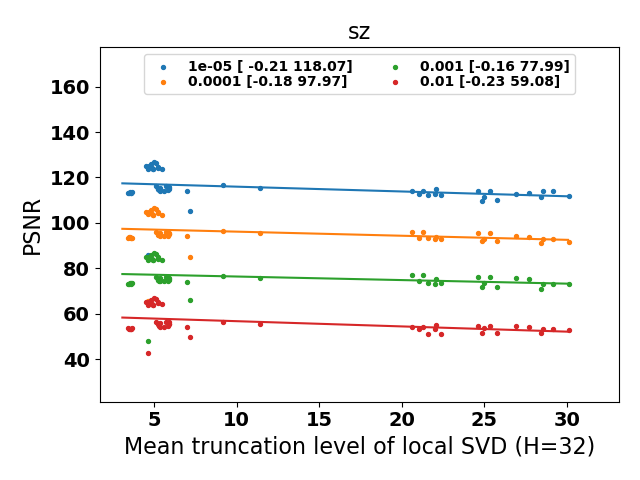 sz
1e-05 [ -0.21 118.07]
0.0001 [-0.18 97.97]
0.001 [-0.16 77.99]
0.01 [-0.23 59.08]
PSNR
160
140
120
100
80
60
40
5 10 15 20 25 30
Mean truncation level of local SVD (H=32)